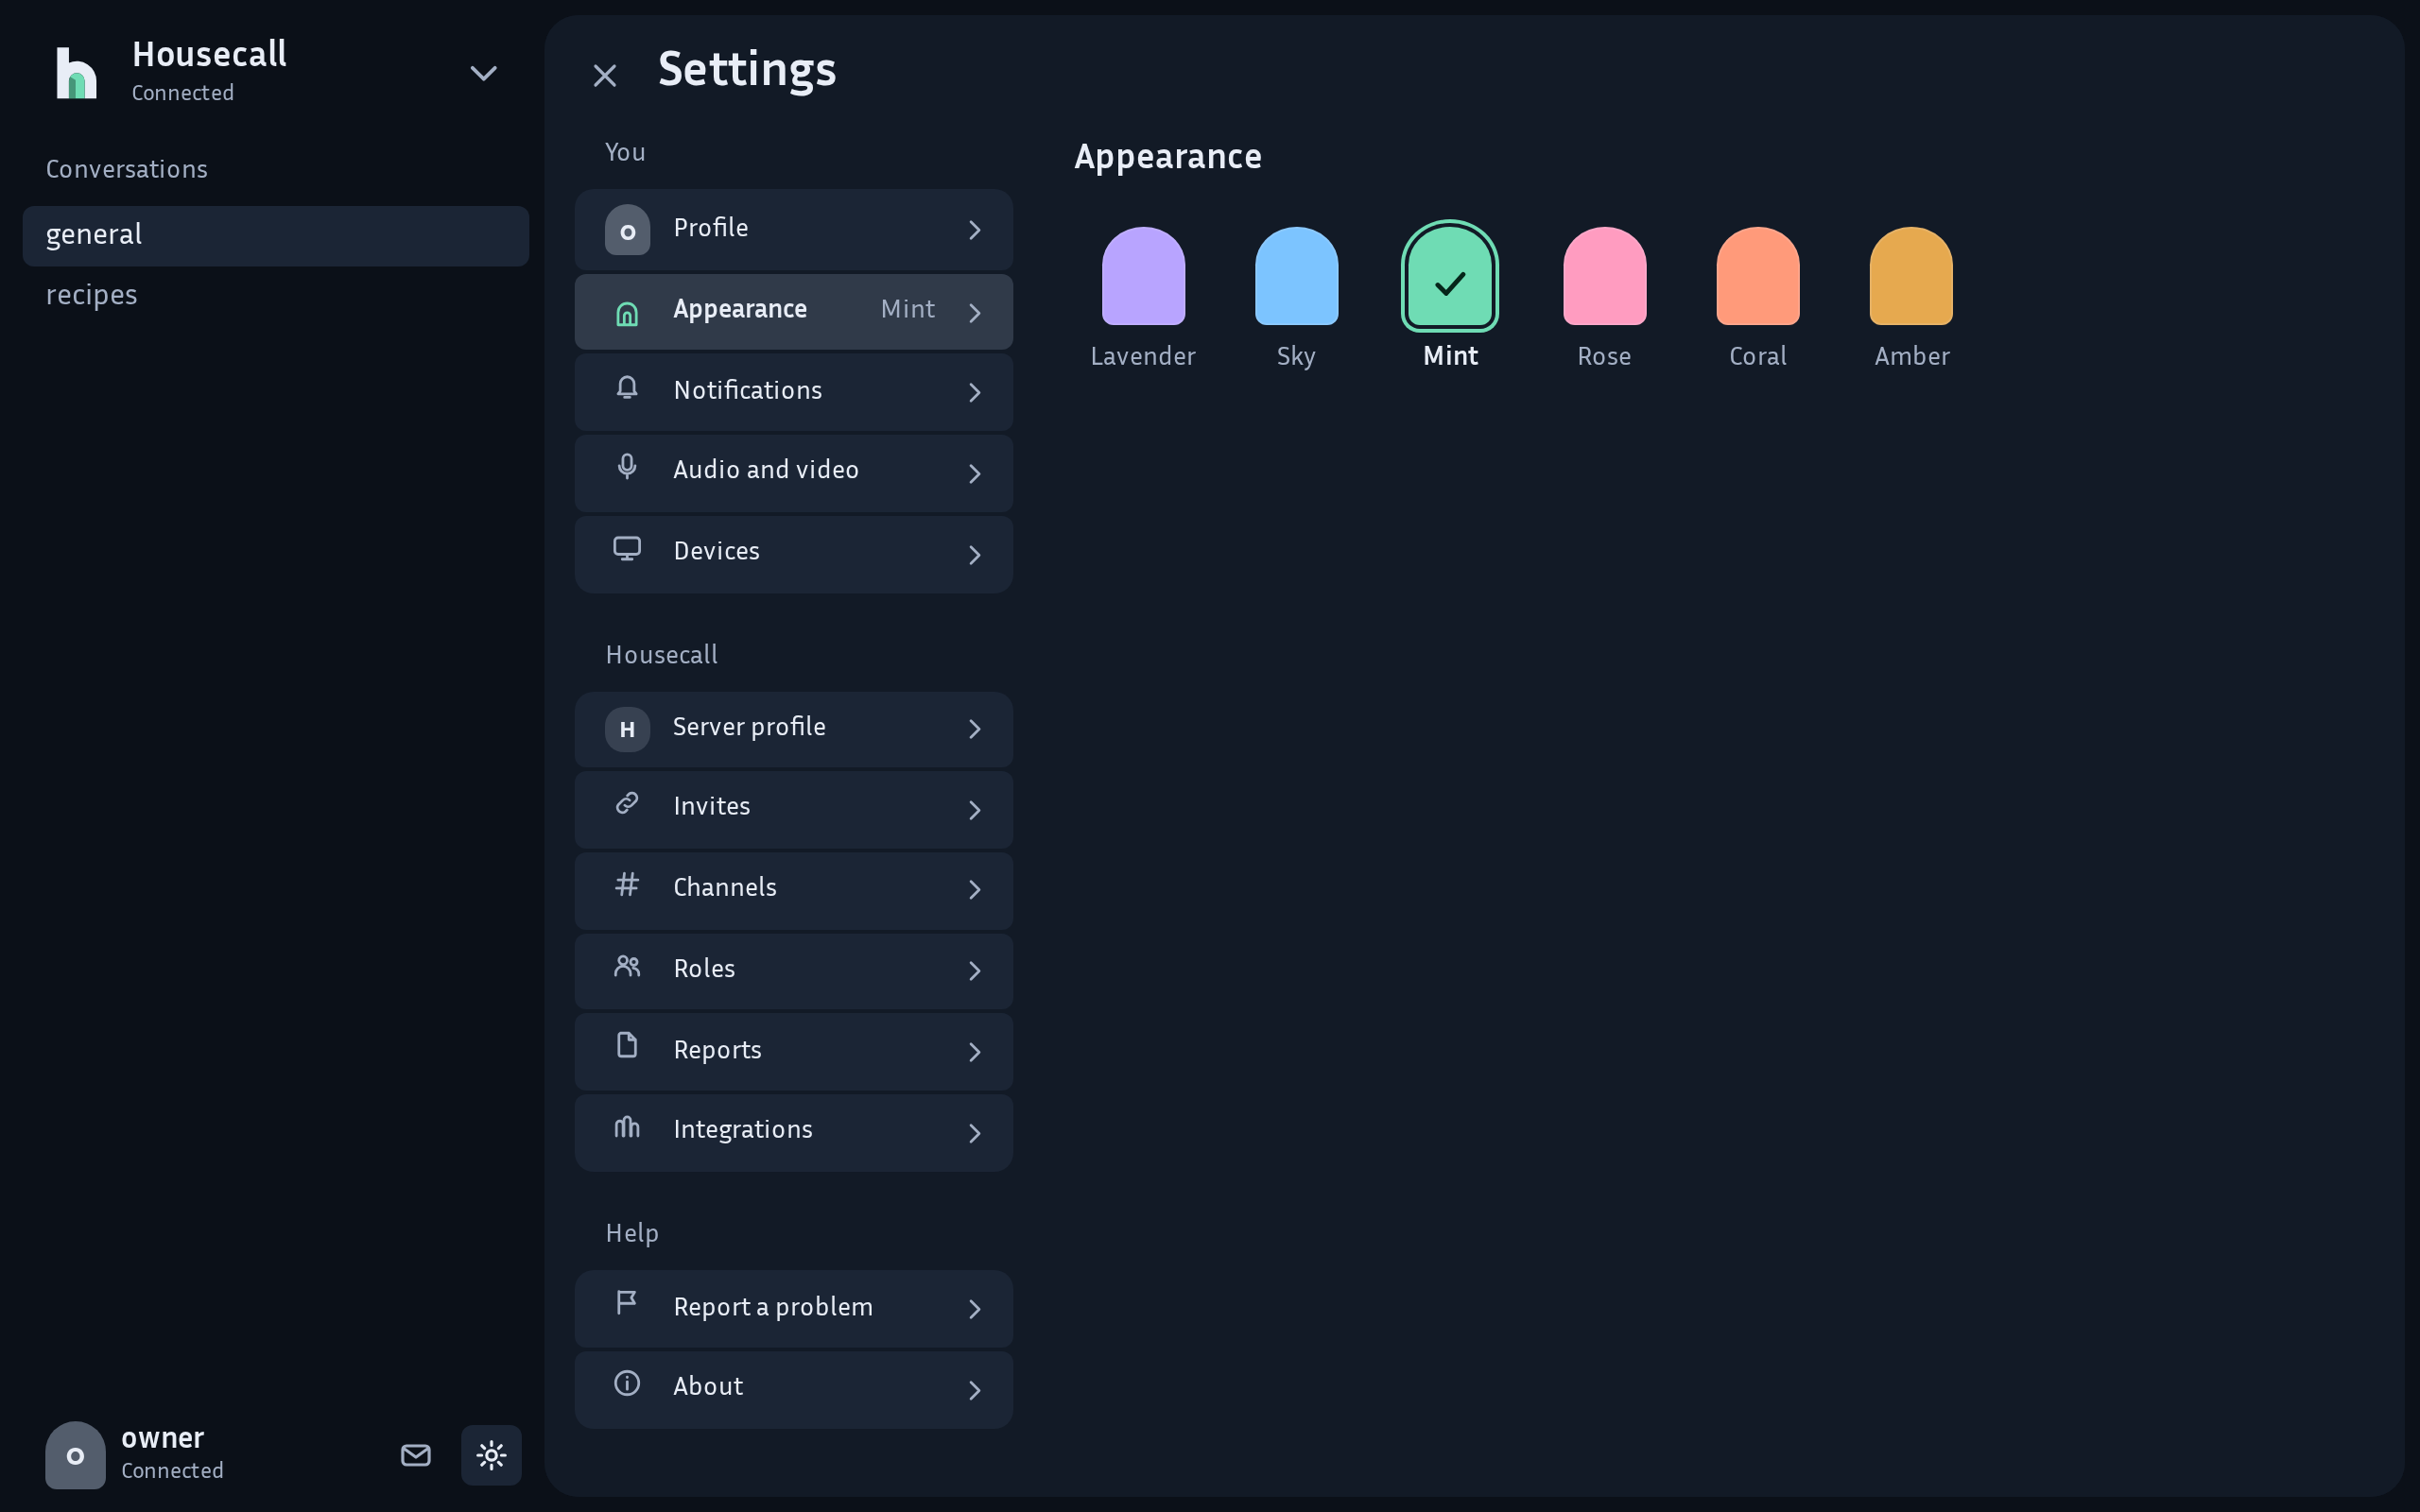 Housecall
Connected
Conversations
general
recipes
owner
Connected
Settings
You
Profile
Appearance Mint
Notifications
Audio and video
Devices
Housecall
H Server profile
Invites
Channels
Roles
Reports
Integrations
Help
Report a problem
About
Appearance
Lavender Sky Mint Rose Coral Amber